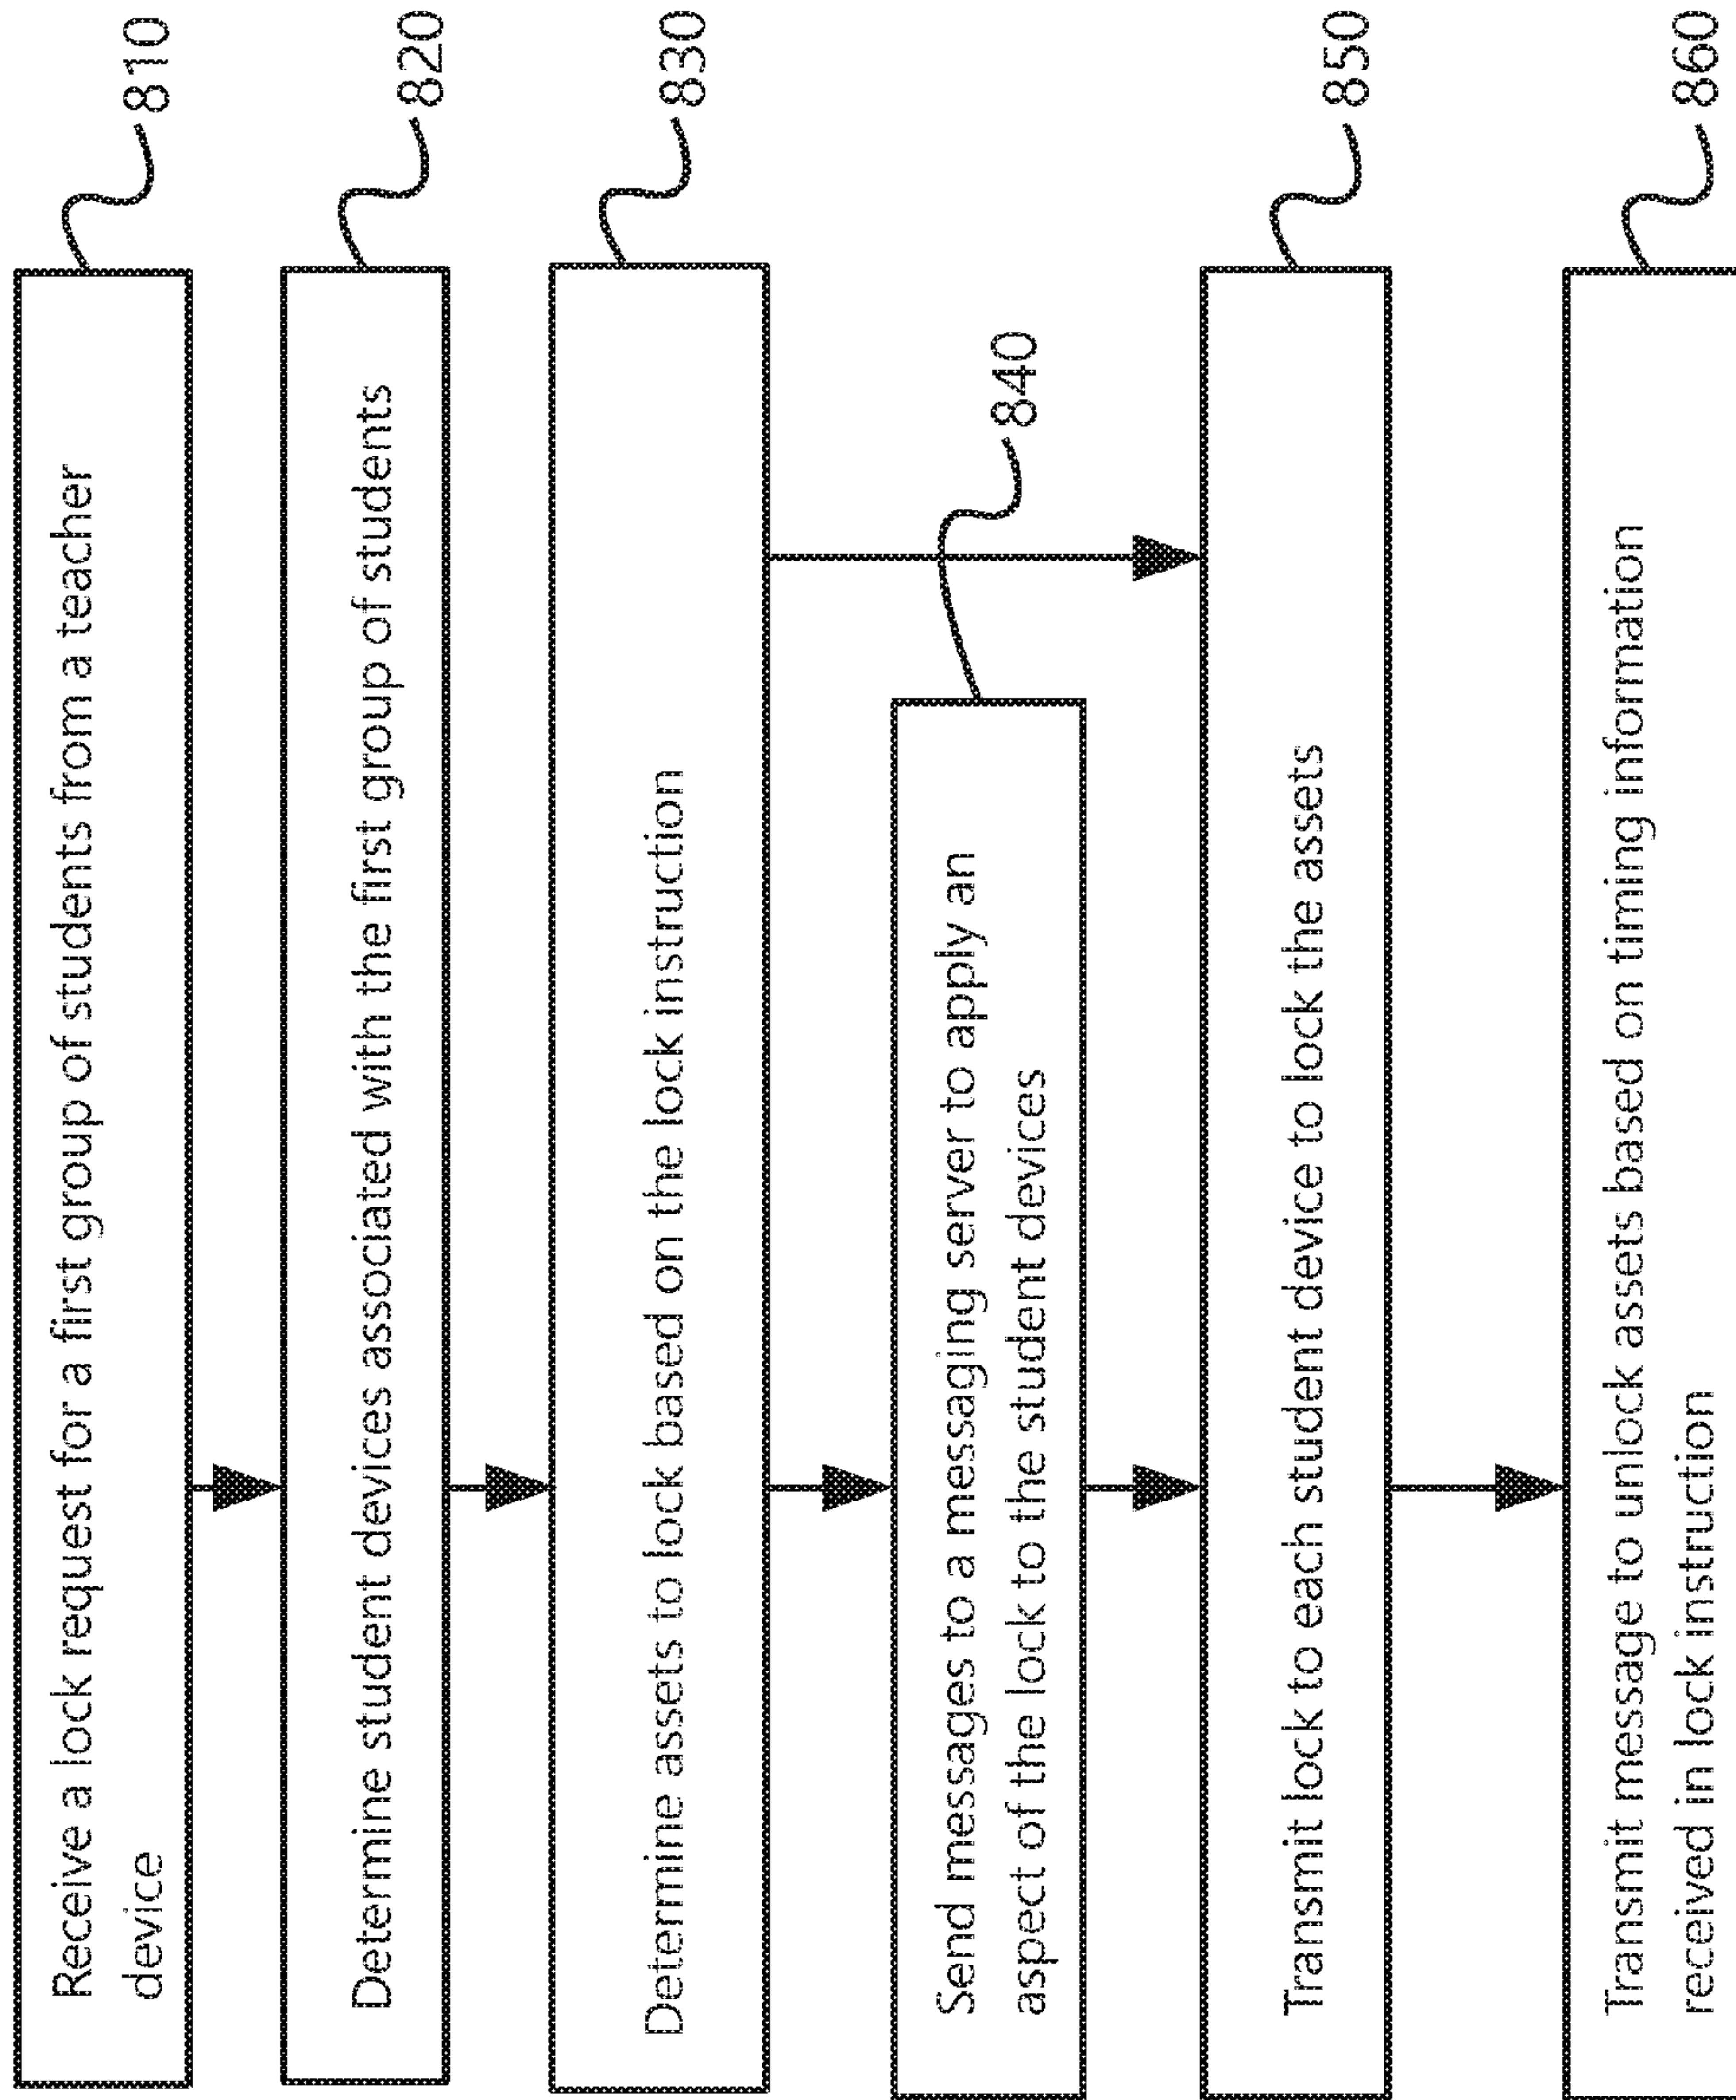 Receive a lock request for a first group of students from a teacher
device
810
Determine student devices associated with the first group of students
820
Determine assets to lock based on the lock instruction
830
Send messages to a messaging server to apply an
aspect of the lock to the student devices
840
Transmit lock to each student device to lock the assets
850
Transmit message to unlock assets based on timing information
received in lock instruction
860